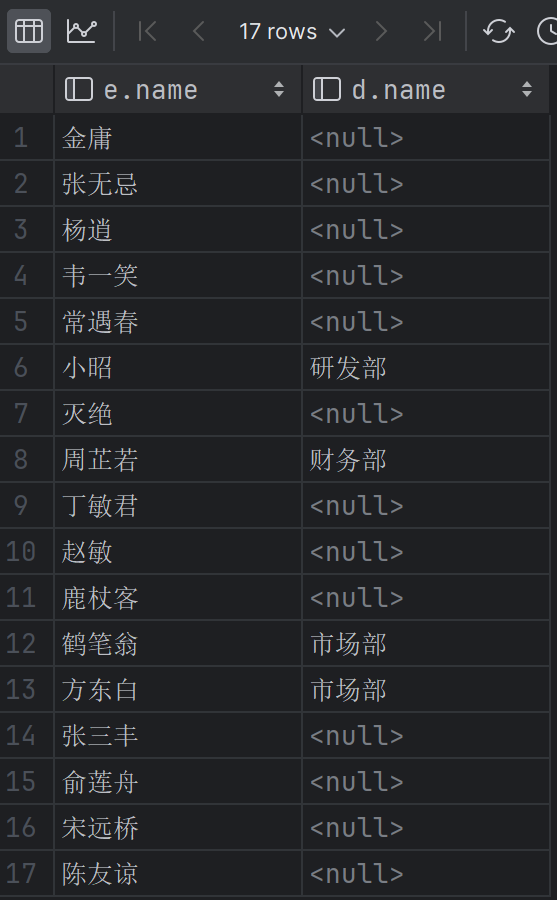 17 rows
e.name d.name
1 金庸 <null>
2 张无忌 <null>
3 杨逍 <null>
4 韦一笑 <null>
5 常遇春 <null>
6 小昭 研发部
7 灭绝 <null>
8 周芷若 财务部
9 丁敏君 <null>
10 赵敏 <null>
11 鹿杖客 <null>
12 鹤笔翁 市场部
13 方东白 市场部
14 张三丰 <null>
15 俞莲舟 <null>
16 宋远桥 <null>
17 陈友谅 <null>